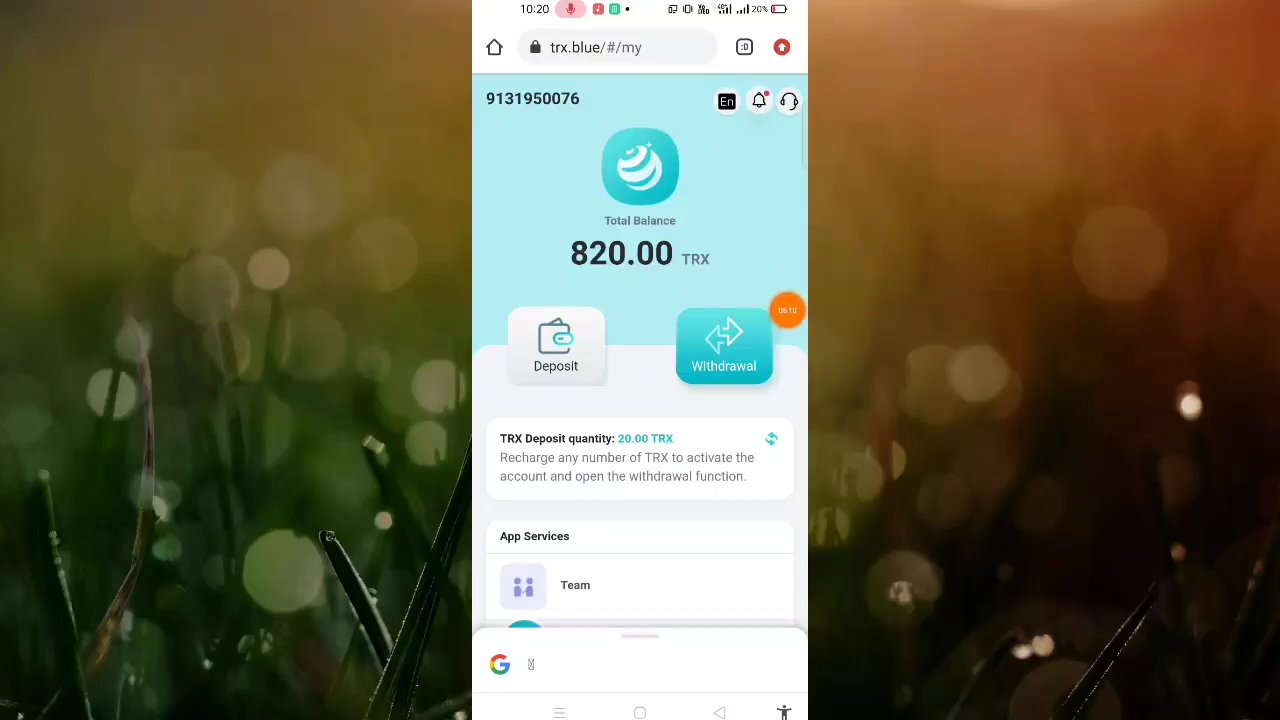 10:20
20%
trx.blue/#/my
:D
9131950076
En
Total Balance
820.00 TRX
05:10
Deposit
Withdrawal
TRX Deposit quantity: 20.00 TRX
Recharge any number of TRX to activate the
account and open the withdrawal function.
App Services
Team
G